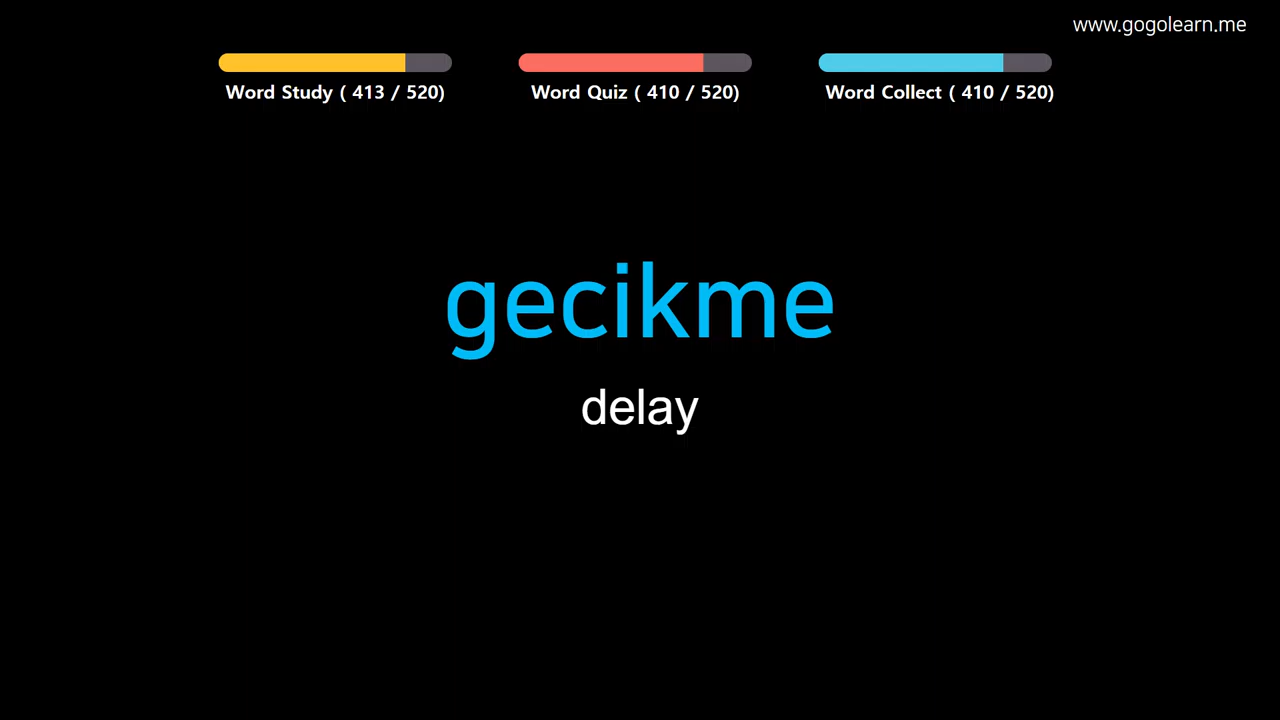 www.gogolearn.me
Word Study ( 413 / 520)
Word Quiz ( 410 / 520)
Word Collect ( 410 / 520)
gecikme
delay